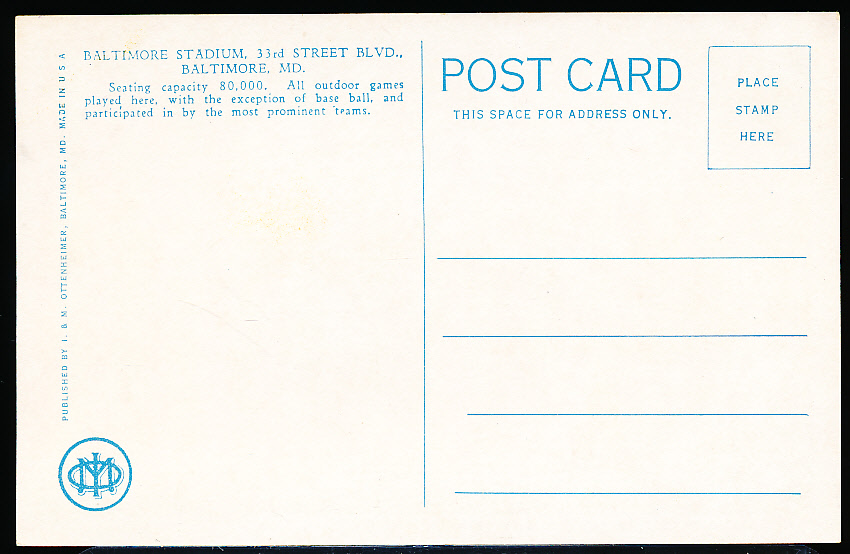 BALTIMORE STADIUM, 33rd STREET BLVD.,
BALTIMORE, MD.
Seating capacity 80,000. All outdoor games
played here, with the exception of base ball, and
participated in by the most prominent teams.
PUBLISHED BY I. & M. OTTENHEIMER, BALTIMORE, MD. MADE IN U S A
POST CARD
THIS SPACE FOR ADDRESS ONLY.
PLACE
STAMP
HERE